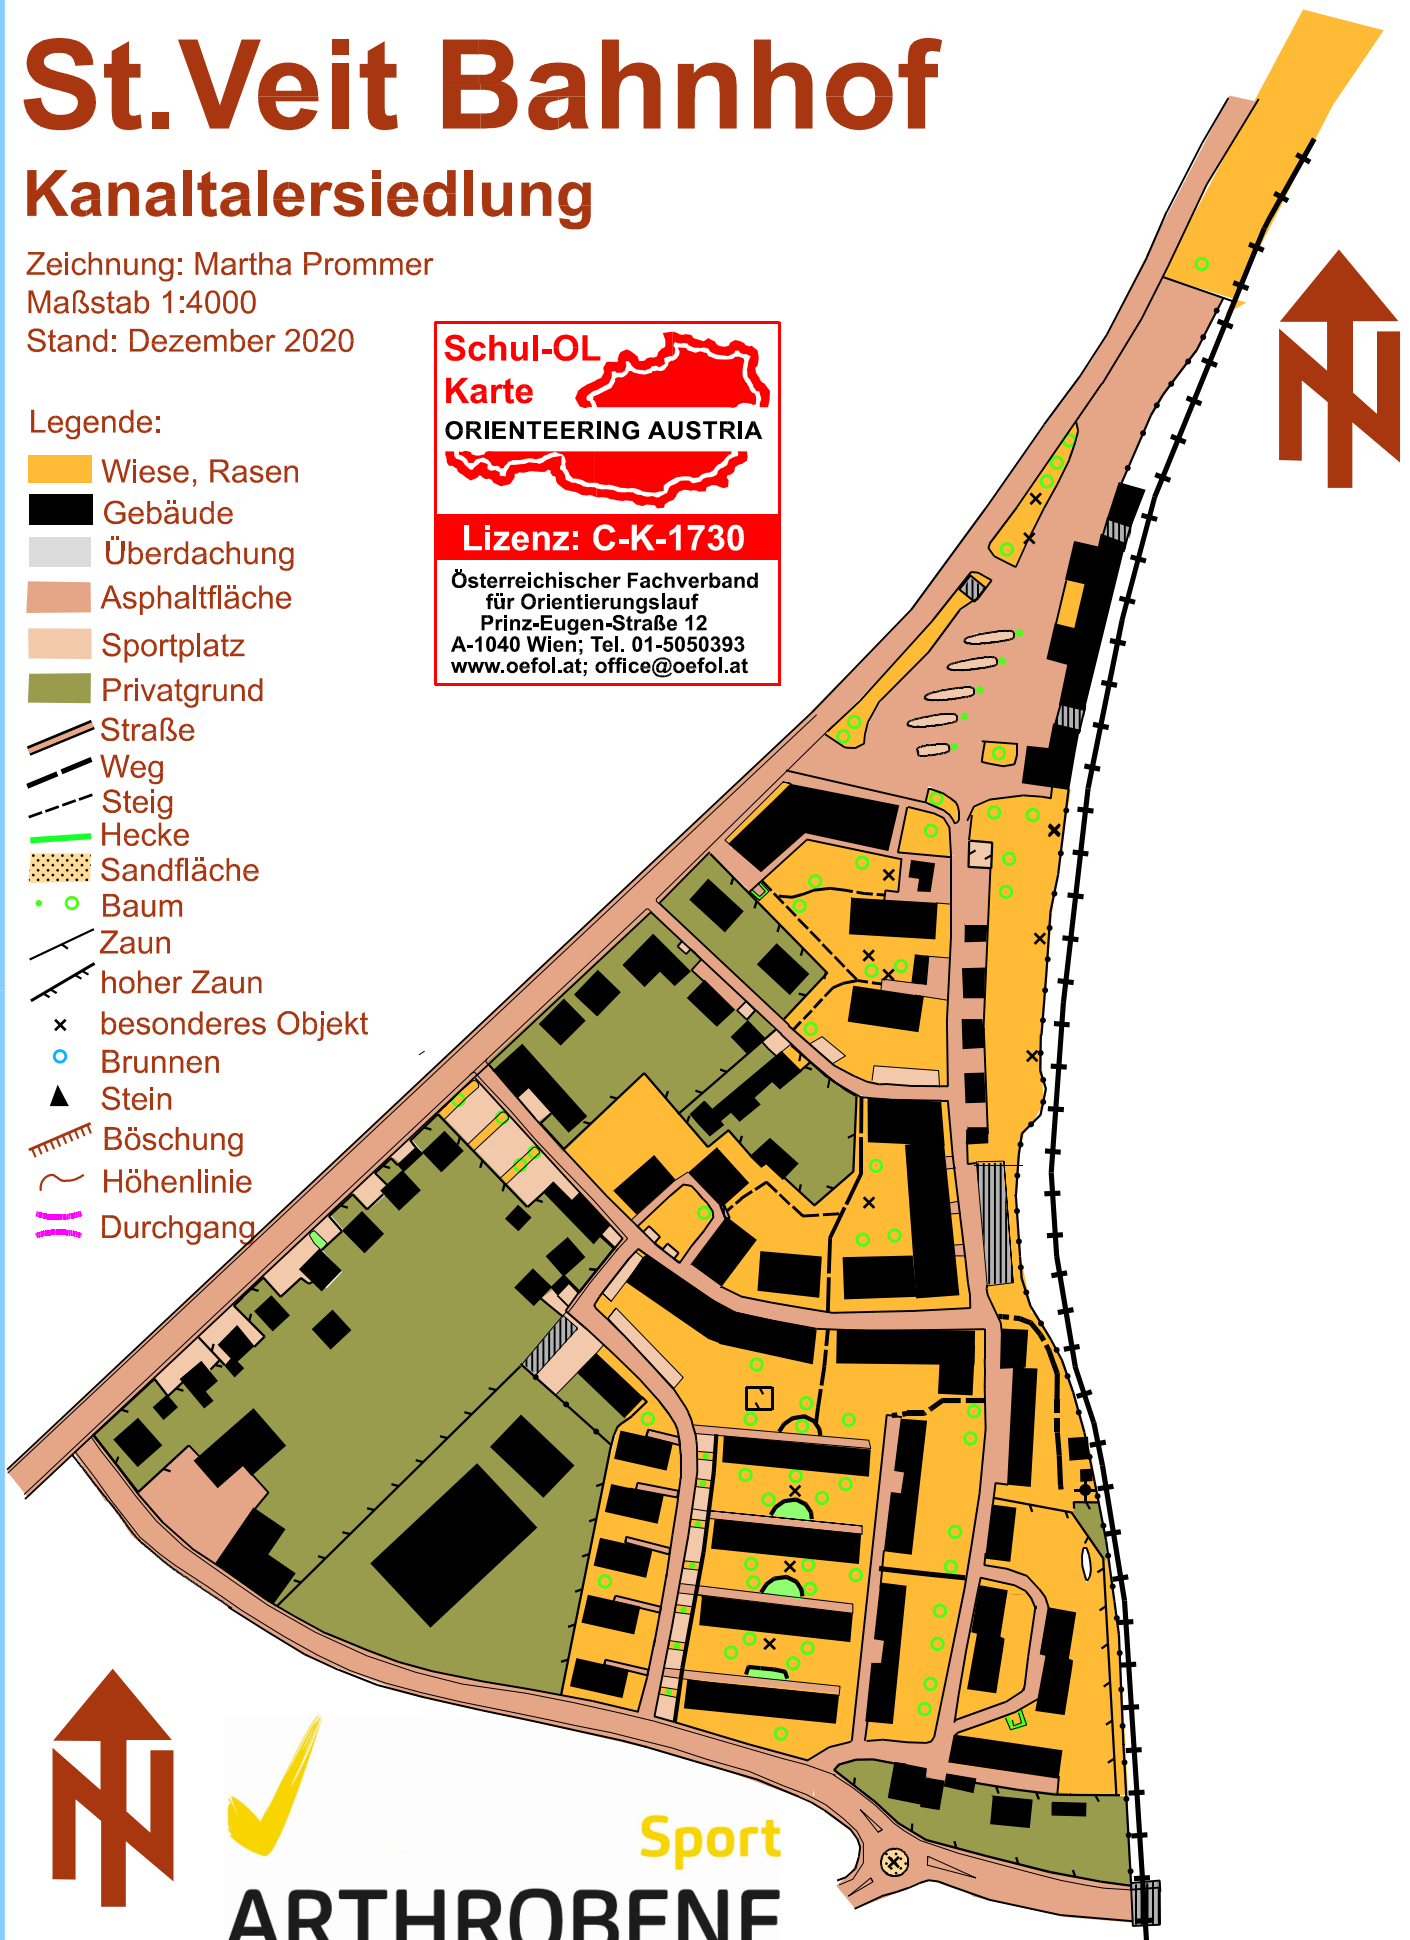 St.Veit Bahnhof
Kanaltalersiedlung
Zeichnung: Martha Prommer
Maßstab 1:4000
Stand: Dezember 2020
Schul-OL
Karte
ORIENTEERING AUSTRIA
Lizenz: C-K-1730
Österreichischer Fachverband
für Orientierungslauf
Prinz-Eugen-Straße 12
A-1040 Wien; Tel. 01-5050393
www.oefol.at; office@oefol.at
N
Legende:
Wiese, Rasen
Gebäude
Überdachung
Asphaltfläche
Sportplatz
Privatgrund
Straße
Weg
Steig
Hecke
Sandfläche
Baum
Zaun
hoher Zaun
besonderes Objekt
Brunnen
Stein
Böschung
Höhenlinie
Durchgang
N
Sport
ARTHROBENE